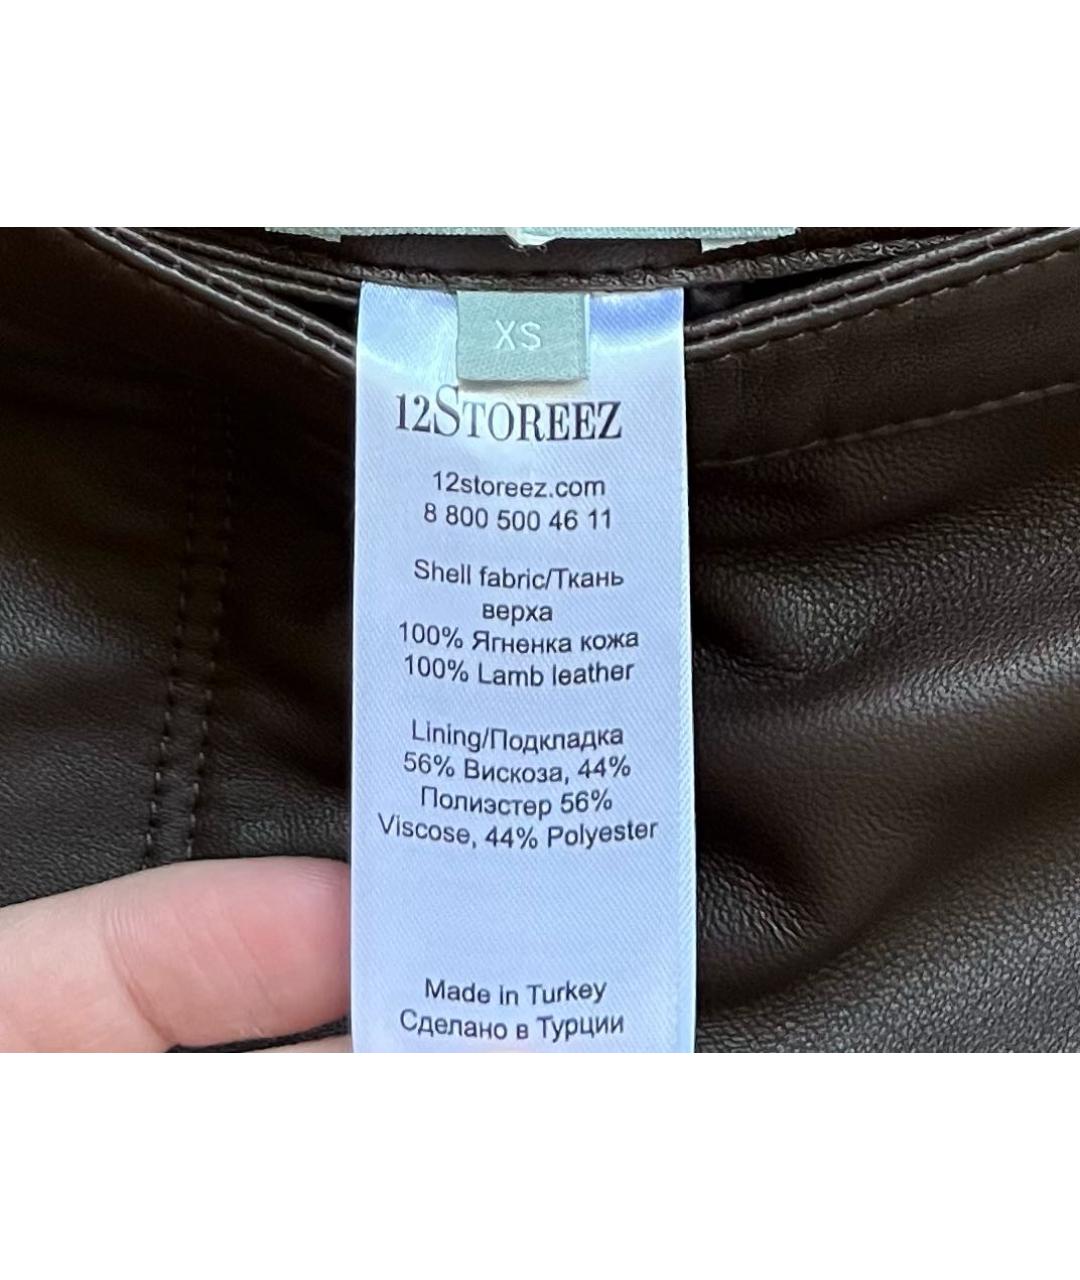 XS
12STOREEZ
12storeez.com
8 800 500 46 11
Shell fabric/Ткань
верха
100% Ягненка кожа
100% Lamb leather
Lining/Подкладка
56% Вискоза, 44%
Полиэстер 56%
Viscose, 44% Polyester
Made in Turkey
Сделано в Турции